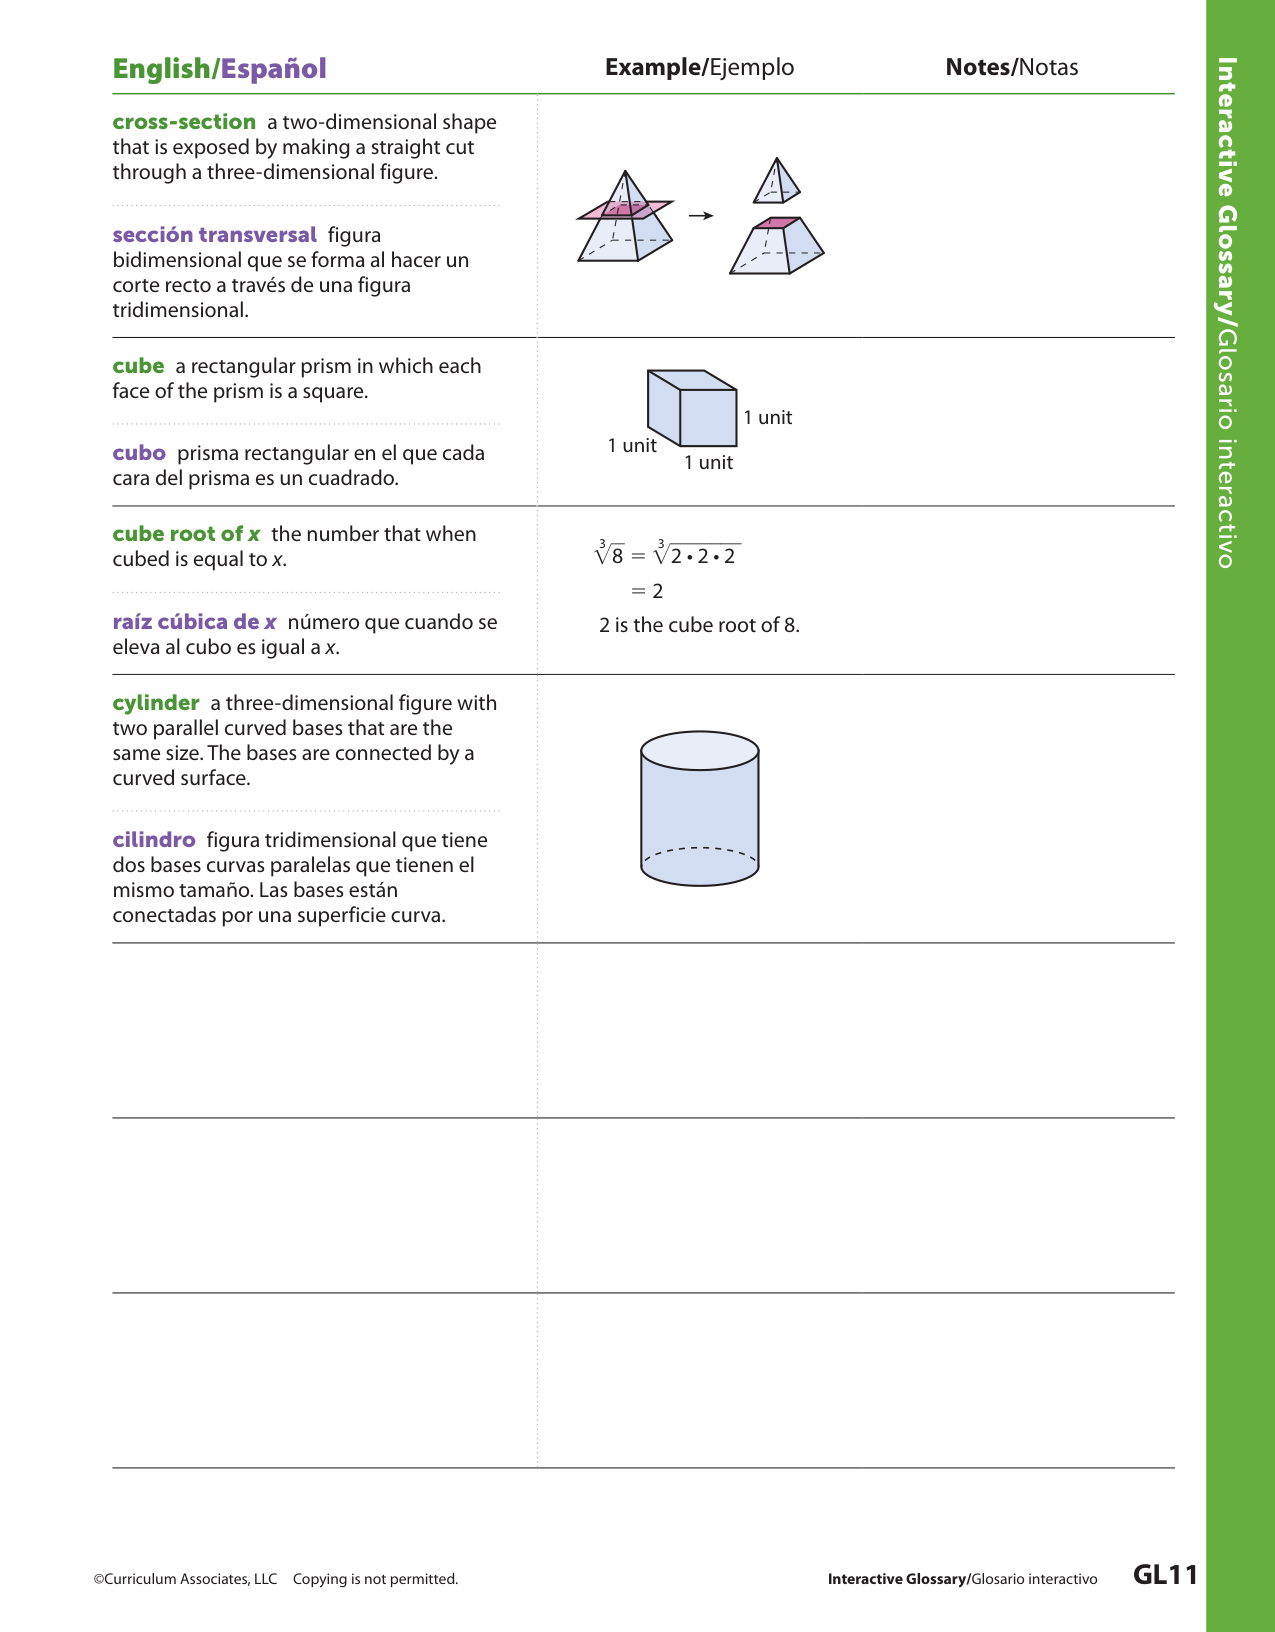 English/Español
Example/Ejemplo
Notes/Notas
cross-section a two-dimensional shape
that is exposed by making a straight cut
through a three-dimensional figure.
sección transversal figura
bidimensional que se forma al hacer un
corte recto a través de una figura
tridimensional.
cube a rectangular prism in which each
face of the prism is a square.
cubo prisma rectangular en el que cada
cara del prisma es un cuadrado.
1 unit
1 unit
1 unit
cube root of x the number that when
cubed is equal to x.
raíz cúbica de x número que cuando se
eleva al cubo es igual a x.
∛8 = ∛2 • 2 • 2
= 2
2 is the cube root of 8.
cylinder a three-dimensional figure with
two parallel curved bases that are the
same size. The bases are connected by a
curved surface.
cilindro figura tridimensional que tiene
dos bases curvas paralelas que tienen el
mismo tamaño. Las bases están
conectadas por una superficie curva.
Interactive Glossary/Glosario interactivo
©Curriculum Associates, LLC Copying is not permitted.
Interactive Glossary/Glosario interactivo
GL11